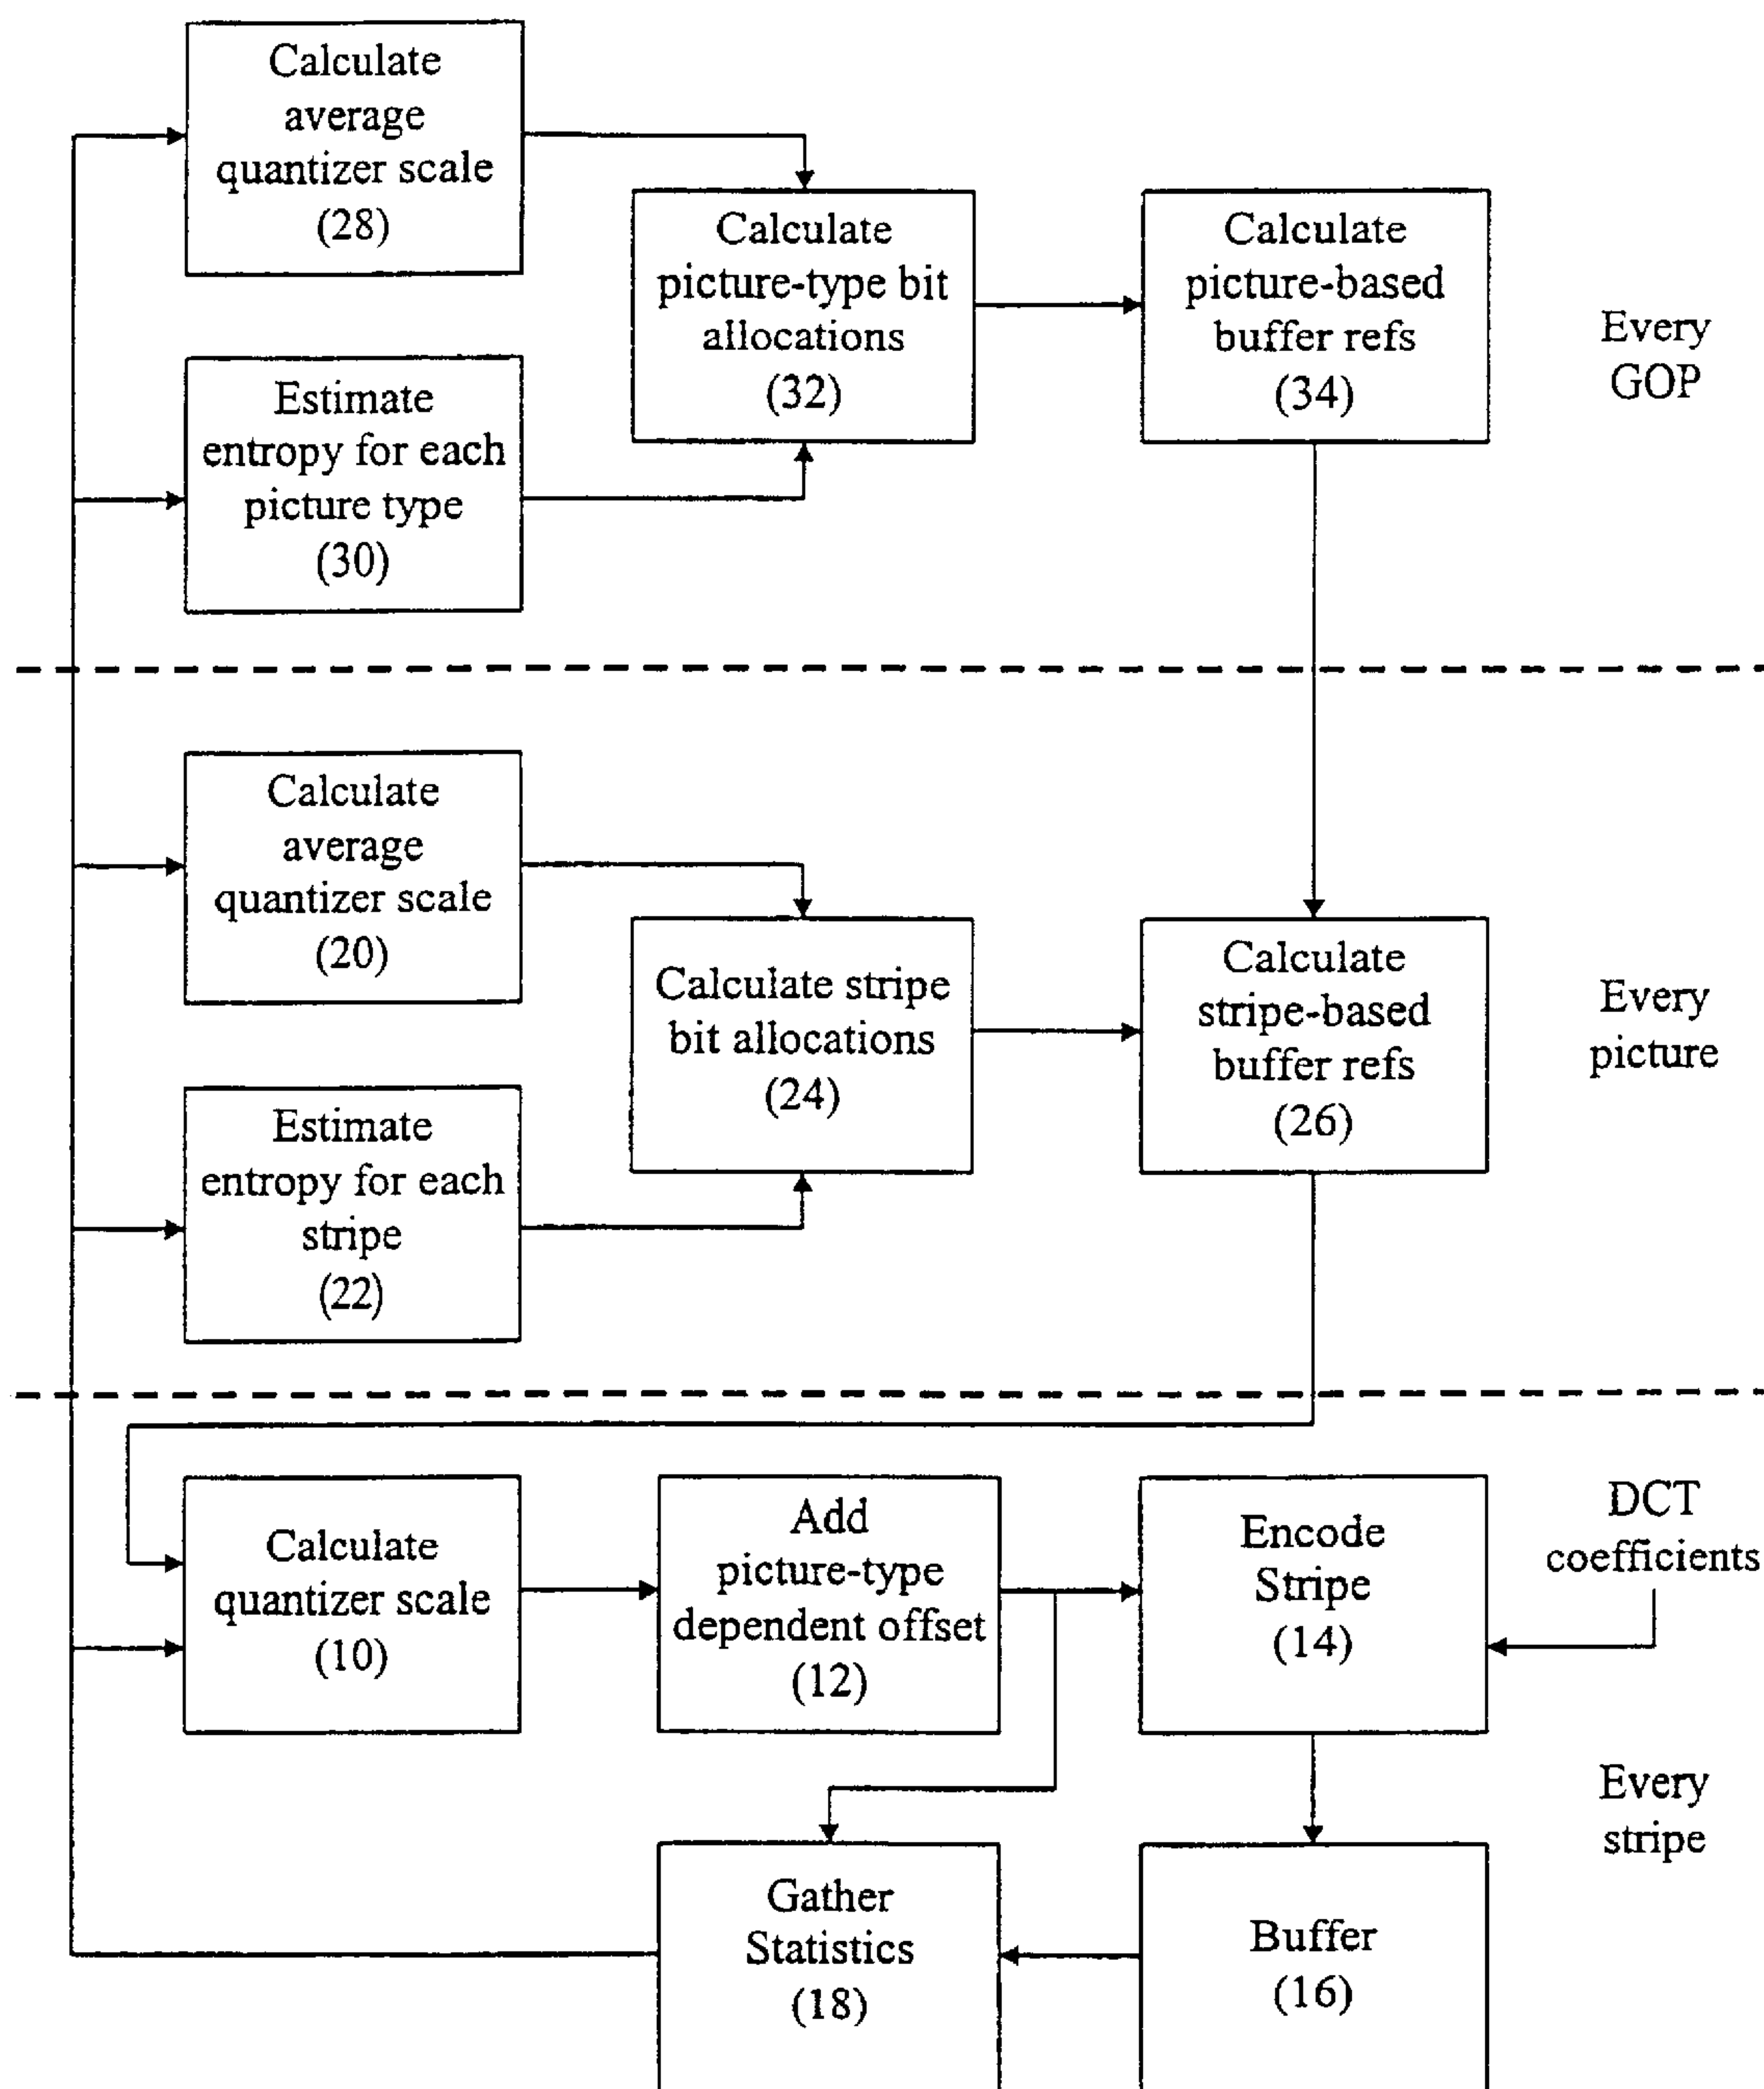 Calculate
average
quantizer scale
(28)
Calculate
picture-type bit
allocations
(32)
Calculate
picture-based
buffer refs
(34)
Every
GOP
Estimate
entropy for each
picture type
(30)
Calculate
average
quantizer scale
(20)
Calculate stripe
bit allocations
(24)
Calculate
stripe-based
buffer refs
(26)
Every
picture
Estimate
entropy for each
stripe
(22)
Calculate
quantizer scale
(10)
Add
picture-type
dependent offset
(12)
Encode
Stripe
(14)
DCT
coefficients
Every
stripe
Gather
Statistics
(18)
Buffer
(16)